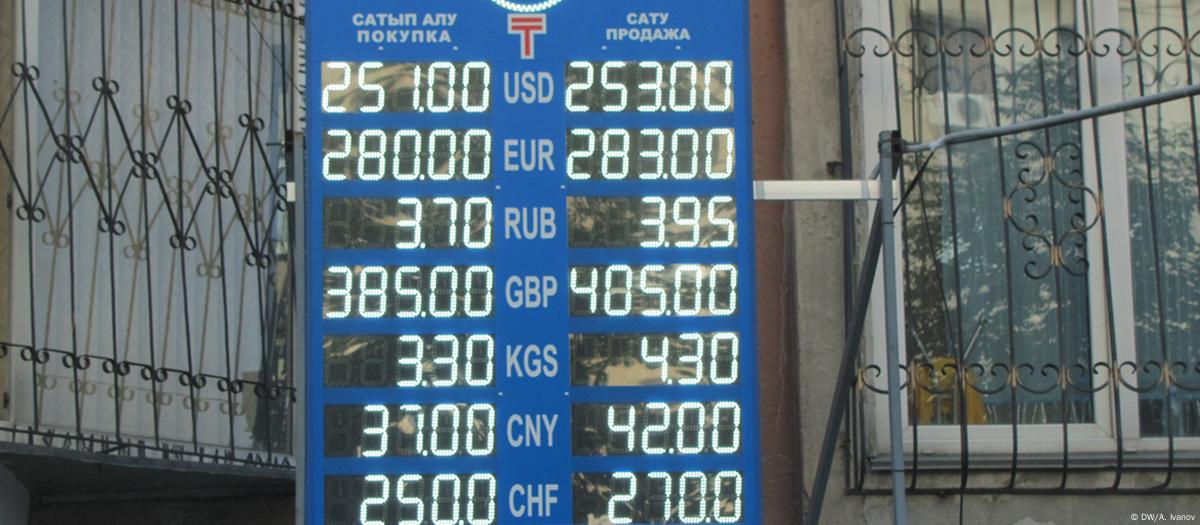 САТЫП АЛУ САТУ
ПОКУПКА ПРОДАЖА
251.00 USD 253.00
280.00 EUR 283.00
3.70 RUB 3.95
385.00 GBP 405.00
3.30 KGS 4.30
37.00 CNY 42.00
250.0 CHF 270.0
© DW/A. Ivanov